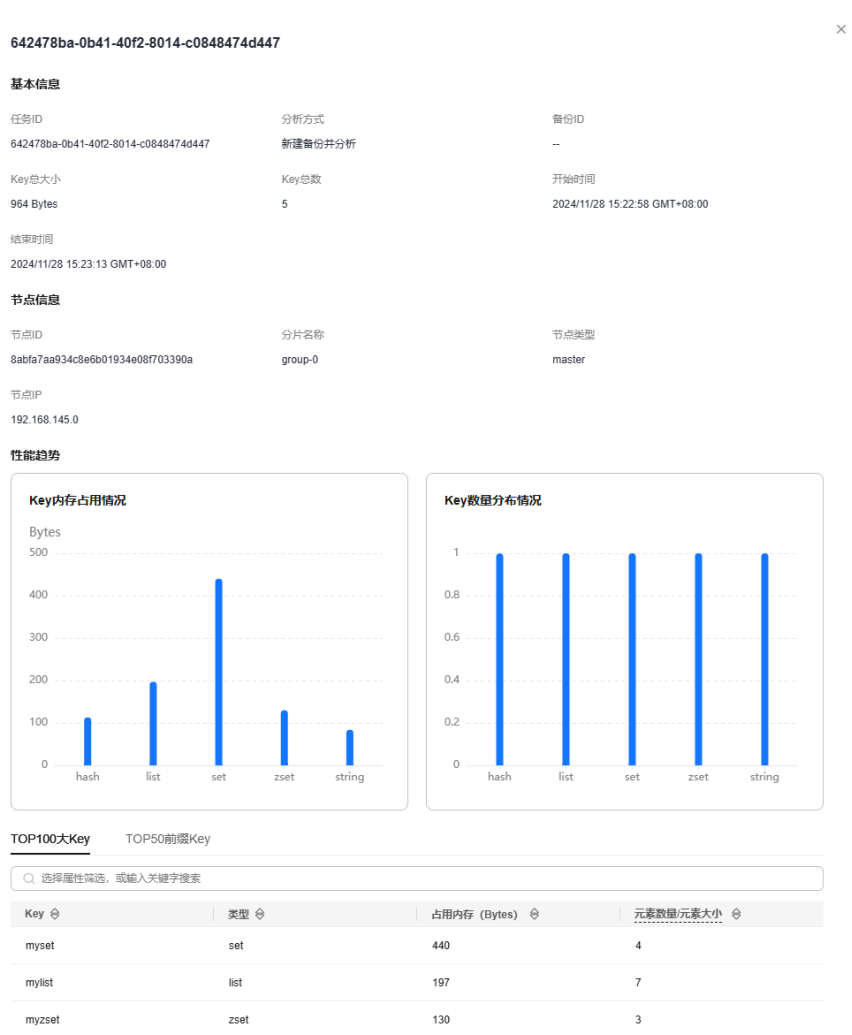 642478ba-0b41-40f2-8014-c0848474d447
基本信息
任务ID 分析方式 备份ID
642478ba-0b41-40f2-8014-c0848474d447 新建备份并分析 --
Key总大小 Key总数 开始时间
964 Bytes 5 2024/11/28 15:22:58 GMT+08:00
结束时间
2024/11/28 15:23:13 GMT+08:00
节点信息
节点ID 分片名称 节点类型
8abfa7aa934c8e6b01934e08f703390a group-0 master
节点IP
192.168.145.0
性能趋势
Key内存占用情况
Bytes
500
400
300
200
100
0
hash list set zset string
Key数量分布情况
1
0.8
0.6
0.4
0.2
0
hash list set zset string
TOP100大Key TOP50前缀Key
选择属性筛选，或输入关键字搜索
Key 类型 占用内存（Bytes） 元素数量/元素大小
myset set 440 4
mylist list 197 7
myzset zset 130 3